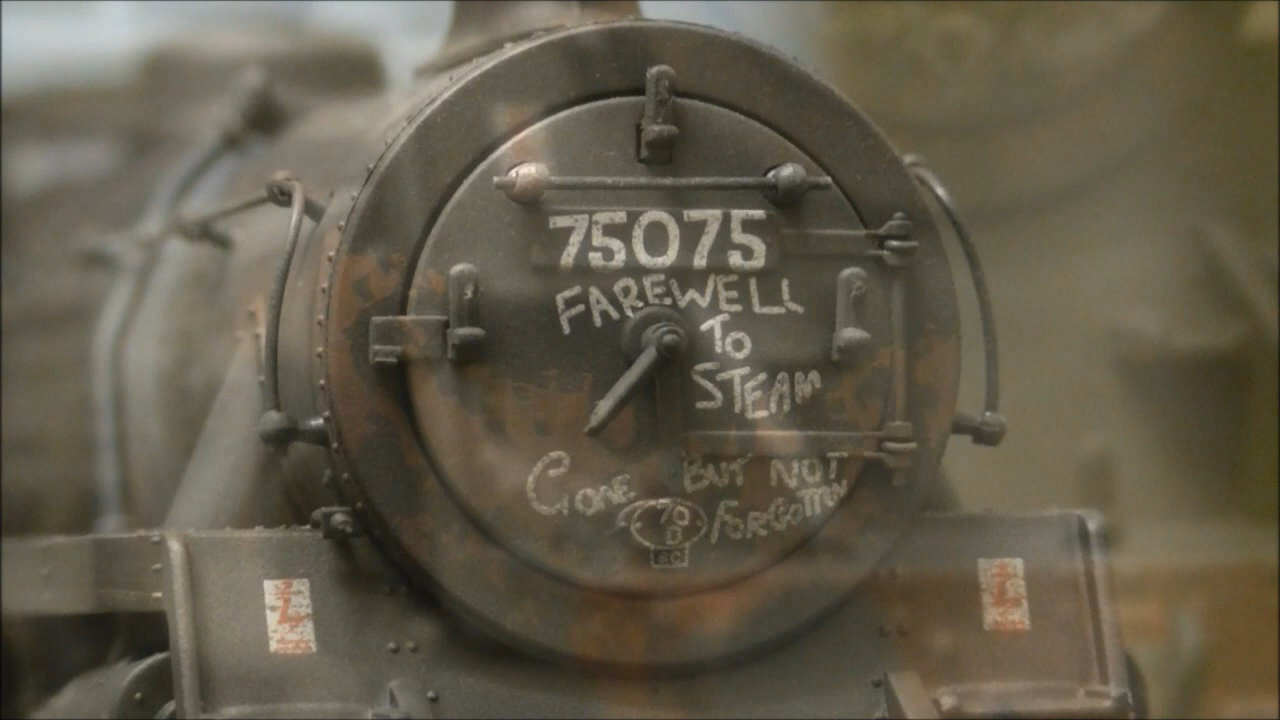 75075
FAREWELL
To
STEAM
GONE BUT NOT
FORGOTTEN
70
D
SC